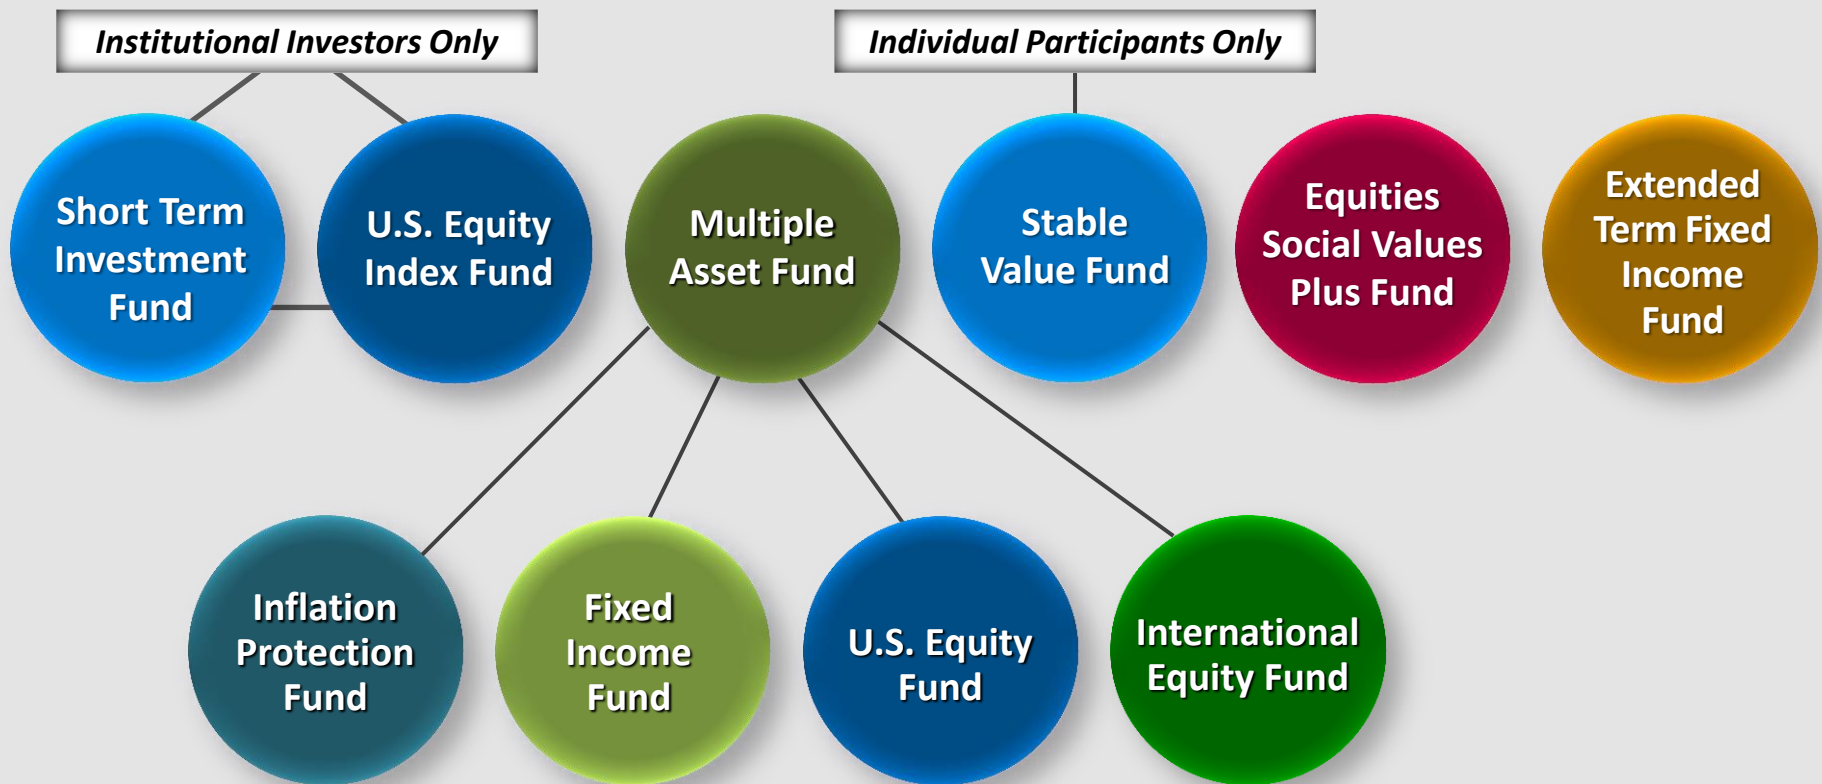 Institutional Investors Only
Individual Participants Only
Short Term
Investment
Fund
U.S. Equity
Index Fund
Multiple
Asset Fund
Stable
Value Fund
Equities
Social Values
Plus Fund
Extended
Term Fixed
Income
Fund
Inflation
Protection
Fund
Fixed
Income
Fund
U.S. Equity
Fund
International
Equity Fund